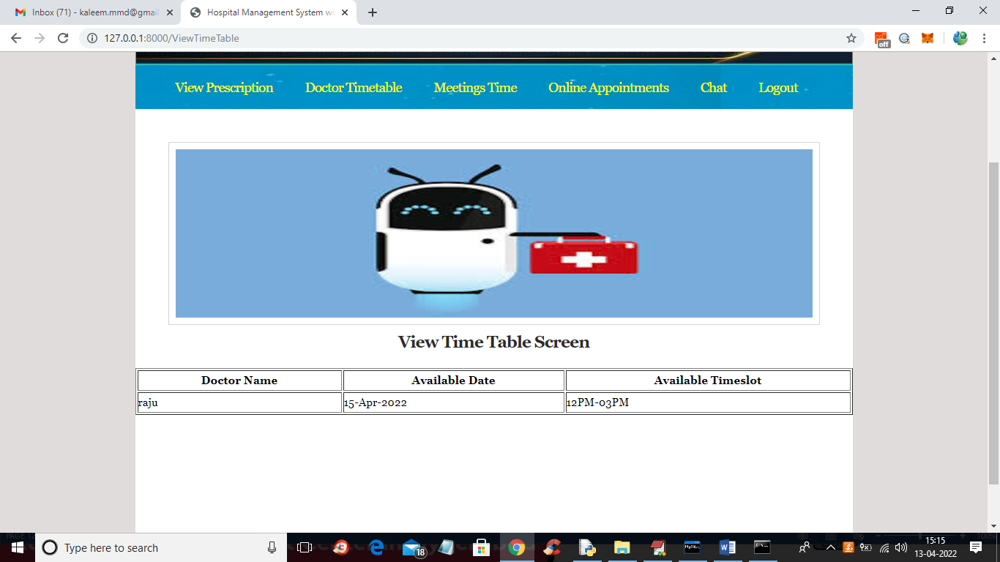 Inbox (71) - kaleem.mmd@gmail
Hospital Management System wi
127.0.0.1:8000/ViewTimeTable
off
View Prescription Doctor Timetable Meetings Time Online Appointments Chat Logout
View Time Table Screen
Doctor Name Available Date Available Timeslot
raju 15-Apr-2022 12PM-03PM
Type here to search
18
15:15
13-04-2022
100%